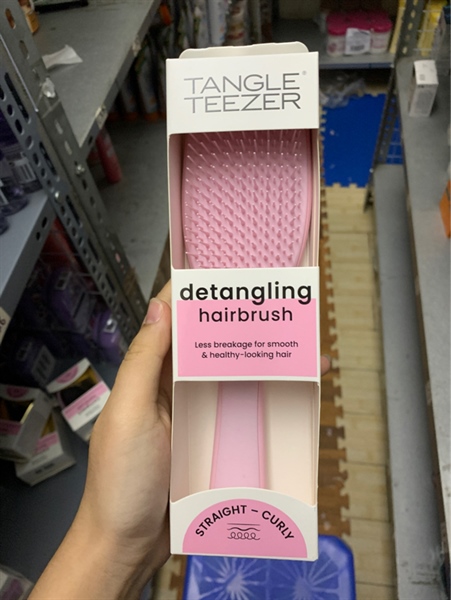 TANGLE®
TEEZER
detangling
hairbrush
Less breakage for smooth
& healthy-looking hair
STRAIGHT – CURLY